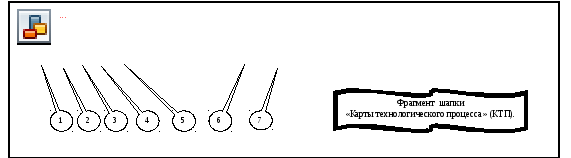 ...
1 2 3 4 5 6 7
Фрагмент шапки
«Карты технологического процесса» (КТП).